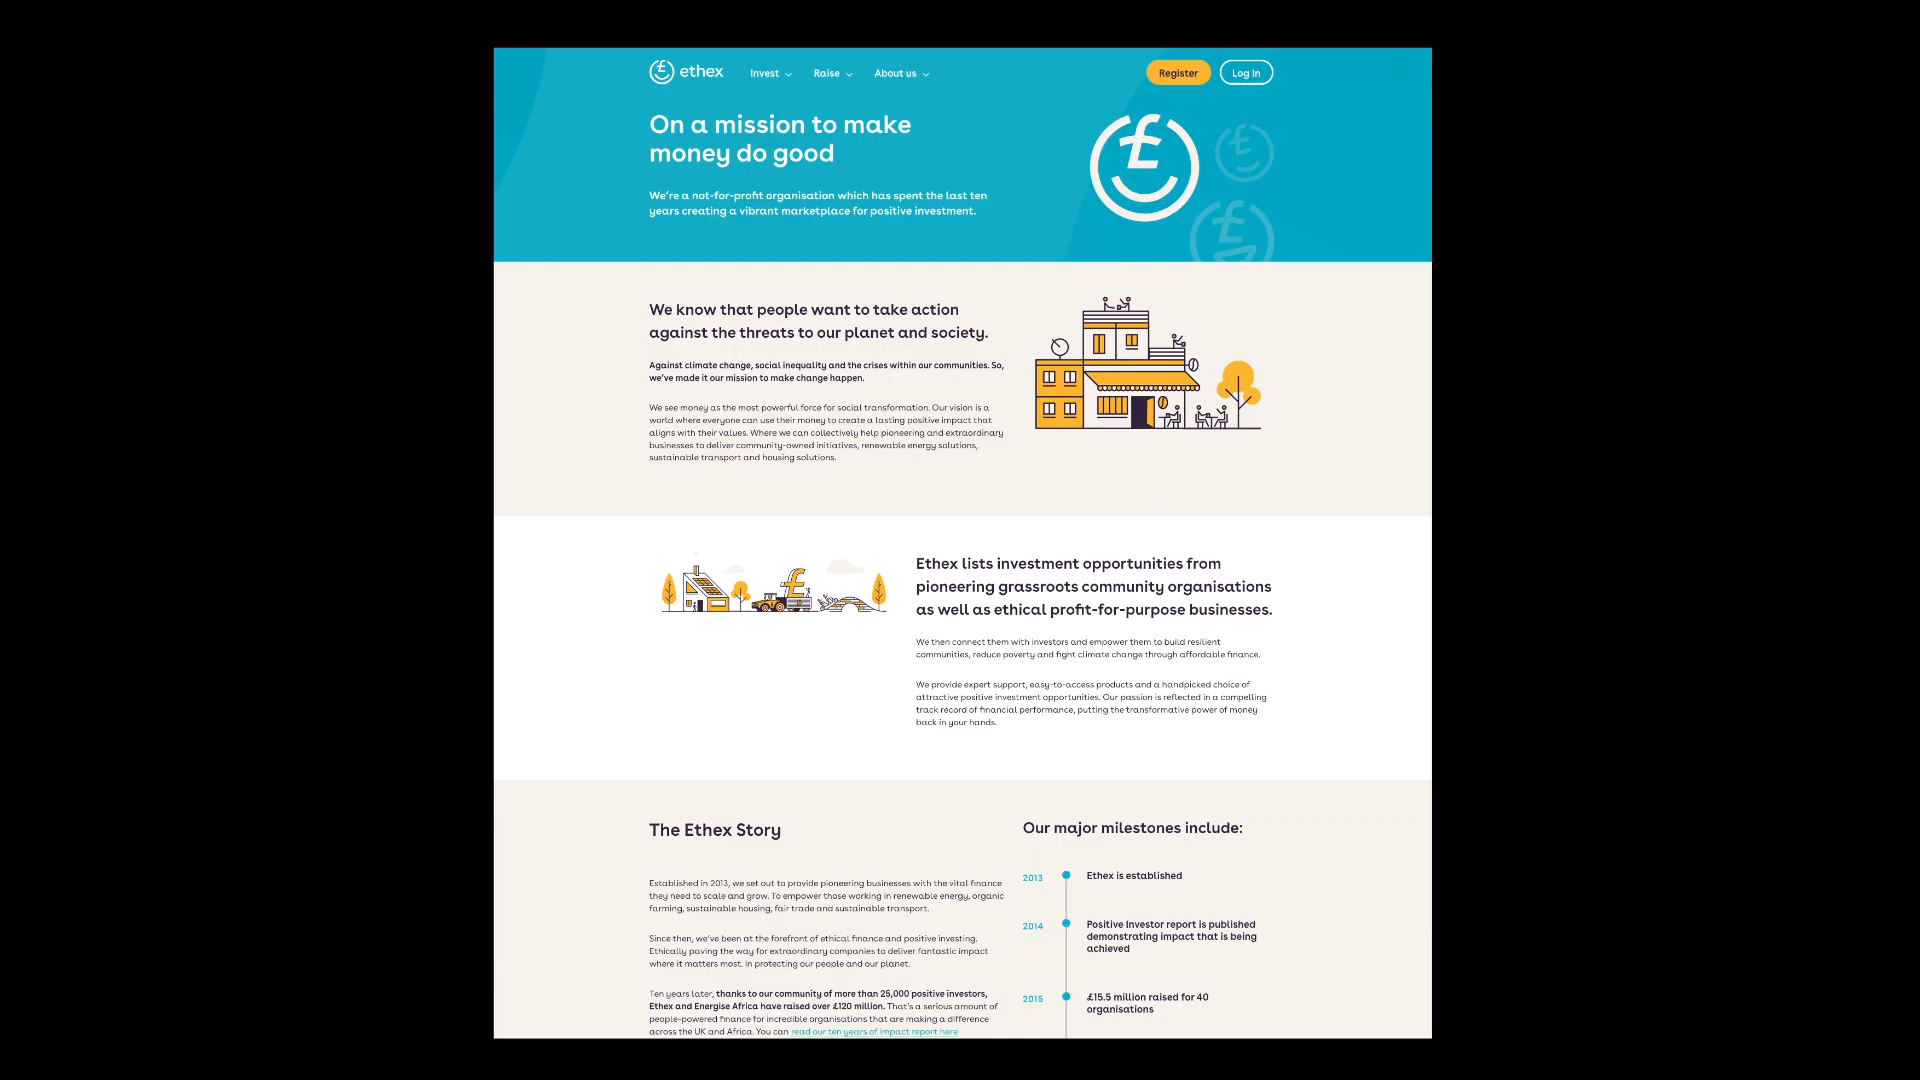 ethex
Invest
Raise
About us
Register
Log In
On a mission to make
money do good
We're a not-for-profit organisation which has spent the last ten
years creating a vibrant marketplace for positive investment.
We know that people want to take action
against the threats to our planet and society.
Against climate change, social inequality and the crises within our communities. So,
we've made it our mission to make change happen.
We see money as the most powerful force for social transformation. Our vision is a
world where everyone can use their money to create a lasting positive impact that
aligns with their values. Where we can collectively help pioneering and extraordinary
businesses to deliver community-owned initiatives, renewable energy solutions,
sustainable transport and housing solutions.
Ethex lists investment opportunities from
pioneering grassroots community organisations
as well as ethical profit-for-purpose businesses.
We then connect them with investors and empower them to build resilient
communities, reduce poverty and fight climate change through affordable finance.
We provide expert support, easy-to-access products and a handpicked choice of
attractive positive investment opportunities. Our passion is reflected in a compelling
track record of financial performance, putting the transformative power of money
back in your hands.
The Ethex Story
Established in 2013, we set out to provide pioneering businesses with the vital finance
they need to scale and grow. To empower those working in renewable energy, organic
farming, sustainable housing, fair trade and sustainable transport.
Since then, we've been at the forefront of ethical finance and positive investing.
Ethically paving the way for extraordinary companies to deliver fantastic impact
where it matters most. In protecting our people and our planet.
Ten years later, thanks to our community of more than 25,000 positive investors,
Ethex and Energise Africa have raised over £120 million. That's a serious amount of
people-powered finance for incredible organisations that are making a difference
across the UK and Africa. You can read our ten years of impact report here
Our major milestones include:
2013
Ethex is established
2014
Positive Investor report is published
demonstrating impact that is being
achieved
2015
£15.5 million raised for 40
organisations